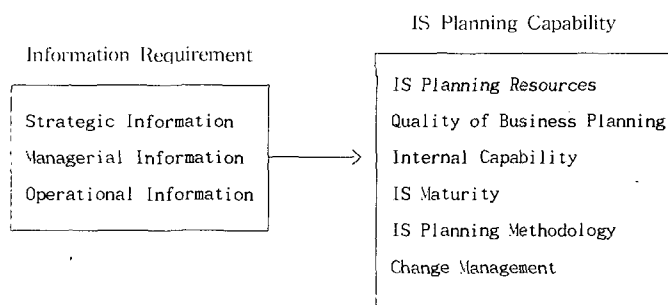 IS Planning Capability
Information Requirement
IS Planning Resources
Strategic Information
Quality of Business Planning
Managerial Information
Internal Capability
Operational Information
IS Maturity
IS Planning Methodology
Change Management